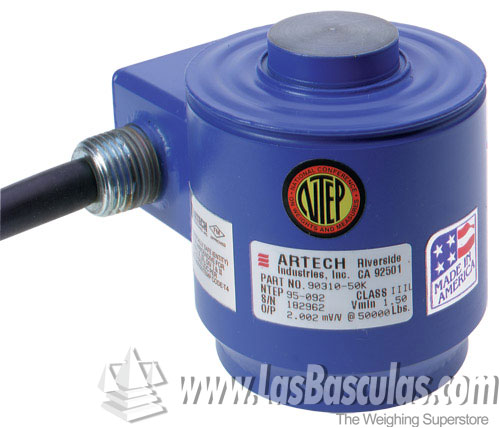 NATIONAL CONFERENCE
NTEP
ON WEIGHTS AND MEASURES
ARTECH Riverside
Industries, Inc. CA 92501
PART NO. 90310-50K
NTEP 95-092 CLASS IIIL
S/N 182962 Vmin 1.50
O/P 2.002 mV/V @ 50000 Lbs.
MADE IN
AMERICA
ARTECH
www.LasBasculas.com
The Weighing Superstore